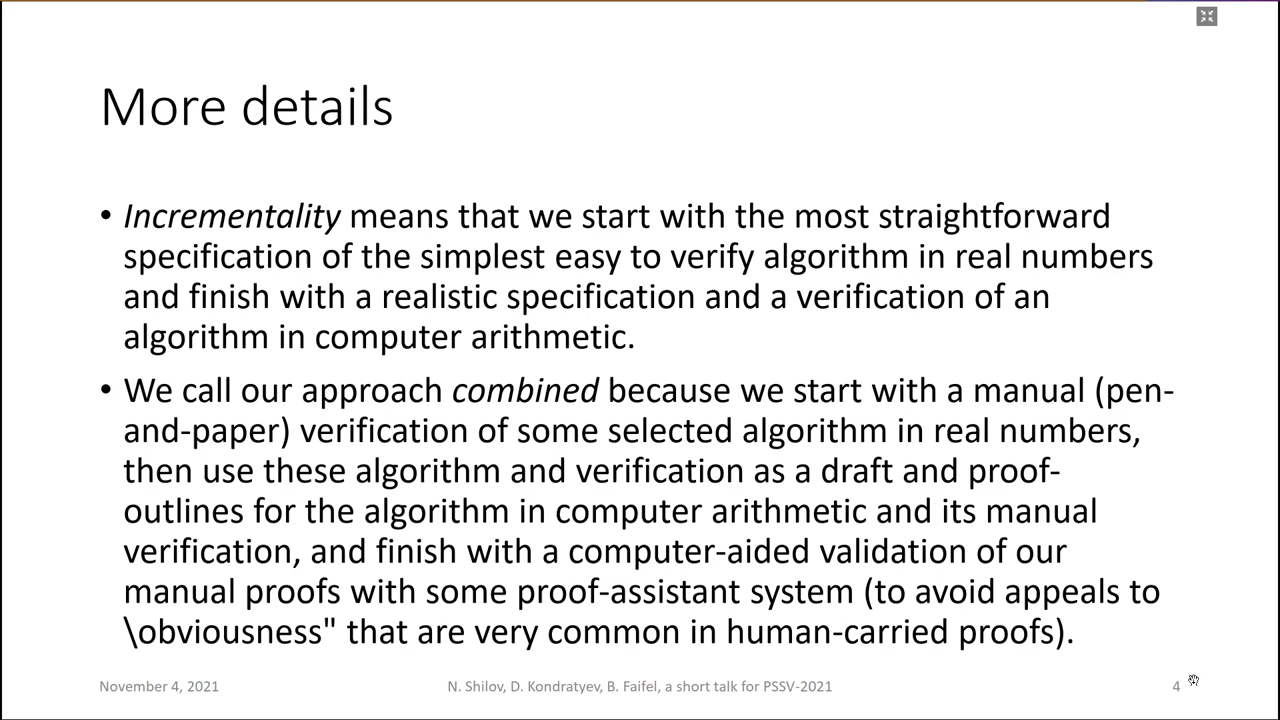 More details
• Incrementality means that we start with the most straightforward
specification of the simplest easy to verify algorithm in real numbers
and finish with a realistic specification and a verification of an
algorithm in computer arithmetic.
• We call our approach combined because we start with a manual (pen-
and-paper) verification of some selected algorithm in real numbers,
then use these algorithm and verification as a draft and proof-
outlines for the algorithm in computer arithmetic and its manual
verification, and finish with a computer-aided validation of our
manual proofs with some proof-assistant system (to avoid appeals to
\obviousness" that are very common in human-carried proofs).
November 4, 2021
N. Shilov, D. Kondratyev, B. Faifel, a short talk for PSSV-2021
4